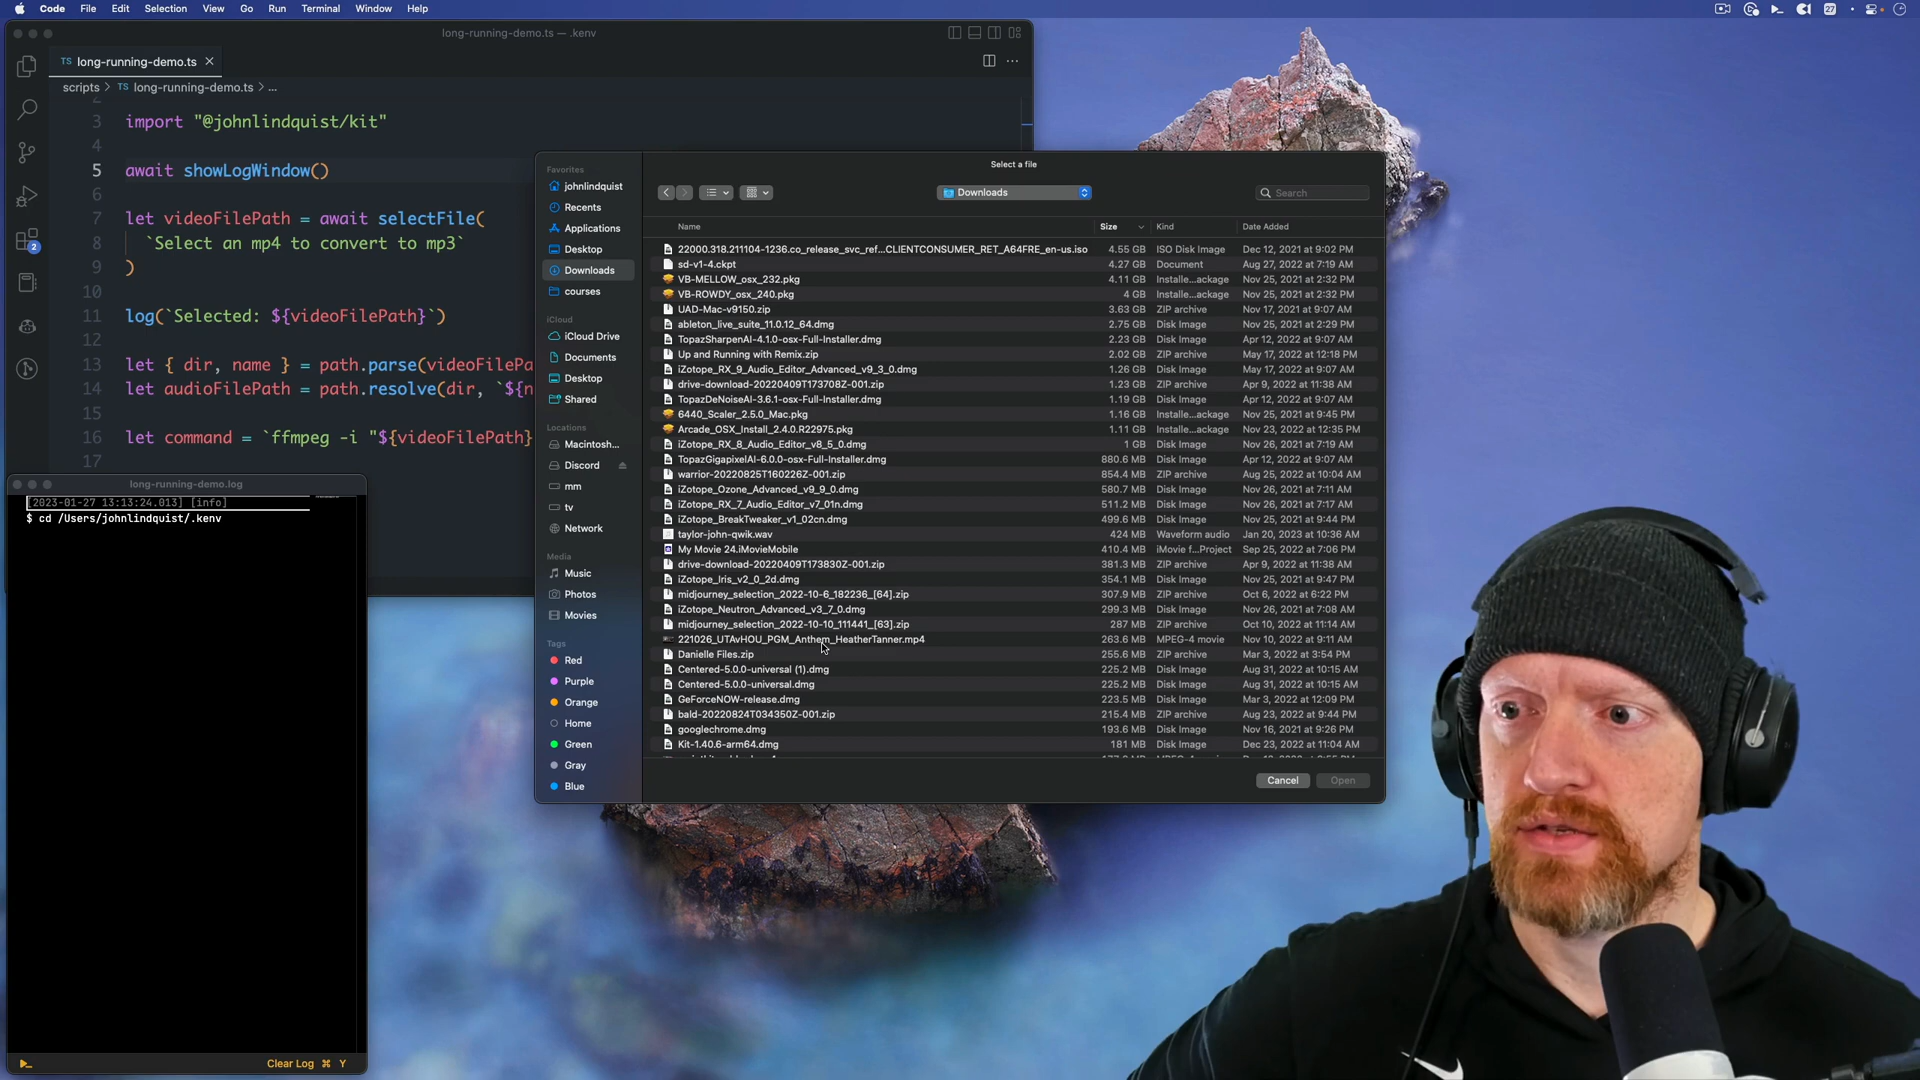 Code File Edit Selection View Go Run Terminal Window Help
27
long-running-demo.ts — .kenv
TS long-running-demo.ts
scripts > TS long-running-demo.ts > ...
2
3 import "@johnlindquist/kit"
4
5 await showLogWindow()
6
7 let videoFilePath = await selectFile(
8 `Select an mp4 to convert to mp3`
9 )
10
11 log(`Selected: ${videoFilePath}`)
12
13 let { dir, name } = path.parse(videoFilePa
14 let audioFilePath = path.resolve(dir, `${n
15
16 let command = `ffmpeg -i "${videoFilePath}
17
2
long-running-demo.log
[2023-01-27 13:13:24.013] [info]
$ cd /Users/johnlindquist/.kenv
Clear Log ⌘ Y
Select a file
Downloads
Search
Favorites
johnlindquist
Recents
Applications
Desktop
Downloads
courses
iCloud
iCloud Drive
Documents
Desktop
Shared
Locations
Macintosh...
Discord
mm
tv
Network
Media
Music
Photos
Movies
Tags
Red
Purple
Orange
Home
Green
Gray
Blue
Name Size Kind Date Added
22000.318.211104-1236.co_release_svc_ref...CLIENTCONSUMER_RET_A64FRE_en-us.iso 4.55 GB ISO Disk Image Dec 12, 2021 at 9:02 PM
sd-v1-4.ckpt 4.27 GB Document Aug 27, 2022 at 7:19 AM
VB-MELLOW_osx_232.pkg 4.11 GB Installe...ackage Nov 25, 2021 at 2:32 PM
VB-ROWDY_osx_240.pkg 4 GB Installe...ackage Nov 25, 2021 at 2:32 PM
UAD-Mac-v9150.zip 3.63 GB ZIP archive Nov 17, 2021 at 9:07 AM
ableton_live_suite_11.0.12_64.dmg 2.75 GB Disk Image Nov 25, 2021 at 2:29 PM
TopazSharpenAI-4.1.0-osx-Full-Installer.dmg 2.23 GB Disk Image Apr 12, 2022 at 9:07 AM
Up and Running with Remix.zip 2.02 GB ZIP archive May 17, 2022 at 12:18 PM
iZotope_RX_9_Audio_Editor_Advanced_v9_3_0.dmg 1.26 GB Disk Image May 17, 2022 at 9:07 AM
drive-download-20220409T173708Z-001.zip 1.23 GB ZIP archive Apr 9, 2022 at 11:38 AM
TopazDeNoiseAI-3.6.1-osx-Full-Installer.dmg 1.19 GB Disk Image Apr 12, 2022 at 9:07 AM
6440_Scaler_2.5.0_Mac.pkg 1.16 GB Installe...ackage Nov 25, 2021 at 9:45 PM
Arcade_OSX_Install_2.4.0.R22975.pkg 1.11 GB Installe...ackage Nov 23, 2022 at 12:35 PM
iZotope_RX_8_Audio_Editor_v8_5_0.dmg 1 GB Disk Image Nov 26, 2021 at 7:19 AM
TopazGigapixelAI-6.0.0-osx-Full-Installer.dmg 880.6 MB Disk Image Apr 12, 2022 at 9:07 AM
warrior-20220825T160226Z-001.zip 854.4 MB ZIP archive Aug 25, 2022 at 10:04 AM
iZotope_Ozone_Advanced_v9_9_0.dmg 580.7 MB Disk Image Nov 26, 2021 at 7:11 AM
iZotope_RX_7_Audio_Editor_v7_01n.dmg 511.2 MB Disk Image Nov 26, 2021 at 7:17 AM
iZotope_BreakTweaker_v1_02cn.dmg 499.6 MB Disk Image Nov 25, 2021 at 9:44 PM
taylor-john-qwik.wav 424 MB Waveform audio Jan 20, 2023 at 10:36 AM
My Movie 24.iMovieMobile 410.4 MB iMovie f...Project Sep 25, 2022 at 7:06 PM
drive-download-20220409T173830Z-001.zip 381.3 MB ZIP archive Apr 9, 2022 at 11:38 AM
iZotope_Iris_v2_0_2d.dmg 354.1 MB Disk Image Nov 25, 2021 at 9:47 PM
midjourney_selection_2022-10-6_182236_[64].zip 307.9 MB ZIP archive Oct 6, 2022 at 6:22 PM
iZotope_Neutron_Advanced_v3_7_0.dmg 299.3 MB Disk Image Nov 26, 2021 at 7:08 AM
midjourney_selection_2022-10-10_111441_[63].zip 287 MB ZIP archive Oct 10, 2022 at 11:14 AM
221026_UTAvHOU_PGM_Anthem_HeatherTanner.mp4 263.6 MB MPEG-4 movie Nov 10, 2022 at 9:11 AM
Danielle Files.zip 255.6 MB ZIP archive Mar 3, 2022 at 3:54 PM
Centered-5.0.0-universal (1).dmg 225.2 MB Disk Image Aug 31, 2022 at 10:15 AM
Centered-5.0.0-universal.dmg 225.2 MB Disk Image Aug 31, 2022 at 10:15 AM
GeForceNOW-release.dmg 223.5 MB Disk Image Mar 3, 2022 at 12:09 PM
bald-20220824T034350Z-001.zip 215.4 MB ZIP archive Aug 23, 2022 at 9:44 PM
googlechrome.dmg 193.6 MB Disk Image Nov 16, 2021 at 9:26 PM
Kit-1.40.6-arm64.dmg 181 MB Disk Image Dec 23, 2022 at 11:04 AM
Cancel Open